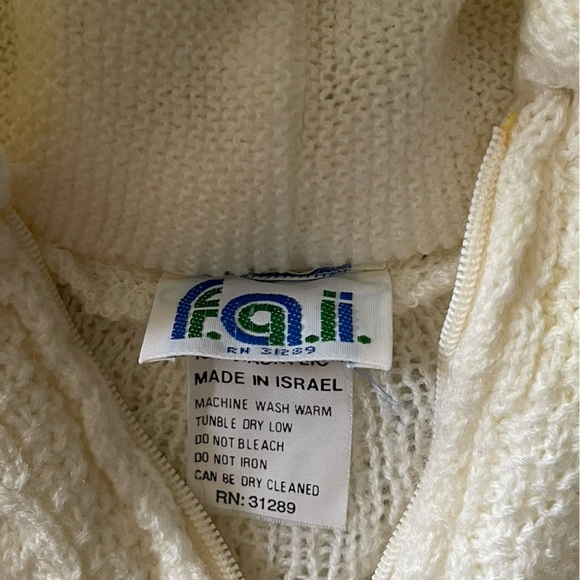 f.a.i.
RN 31289
MADE IN ISRAEL
MACHINE WASH WARM
TUNBLE DRY LOW
DO NOT BLEACH
DO NOT IRON
CAN BE DRY CLEANED
RN: 31289